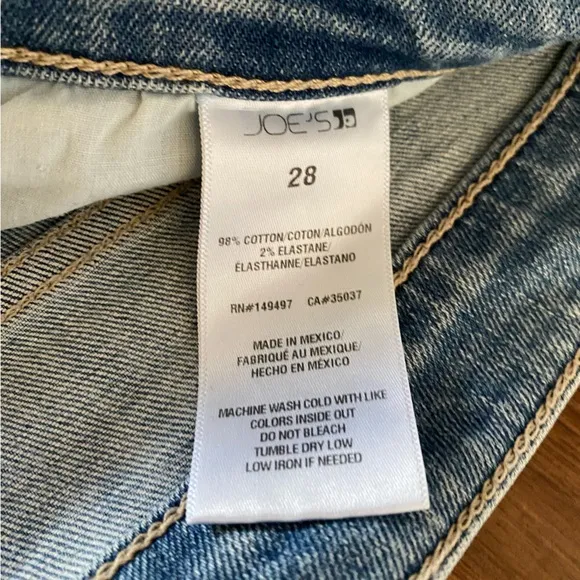 JOE'S
28
98% COTTON/COTON/ALGODÓN
2% ELASTANE/
ÉLASTHANNE/ELASTANO
RN#149497 CA#35037
MADE IN MEXICO/
FABRIQUÉ AU MEXIQUE/
HECHO EN MÉXICO
MACHINE WASH COLD WITH LIKE
COLORS INSIDE OUT
DO NOT BLEACH
TUMBLE DRY LOW
LOW IRON IF NEEDED